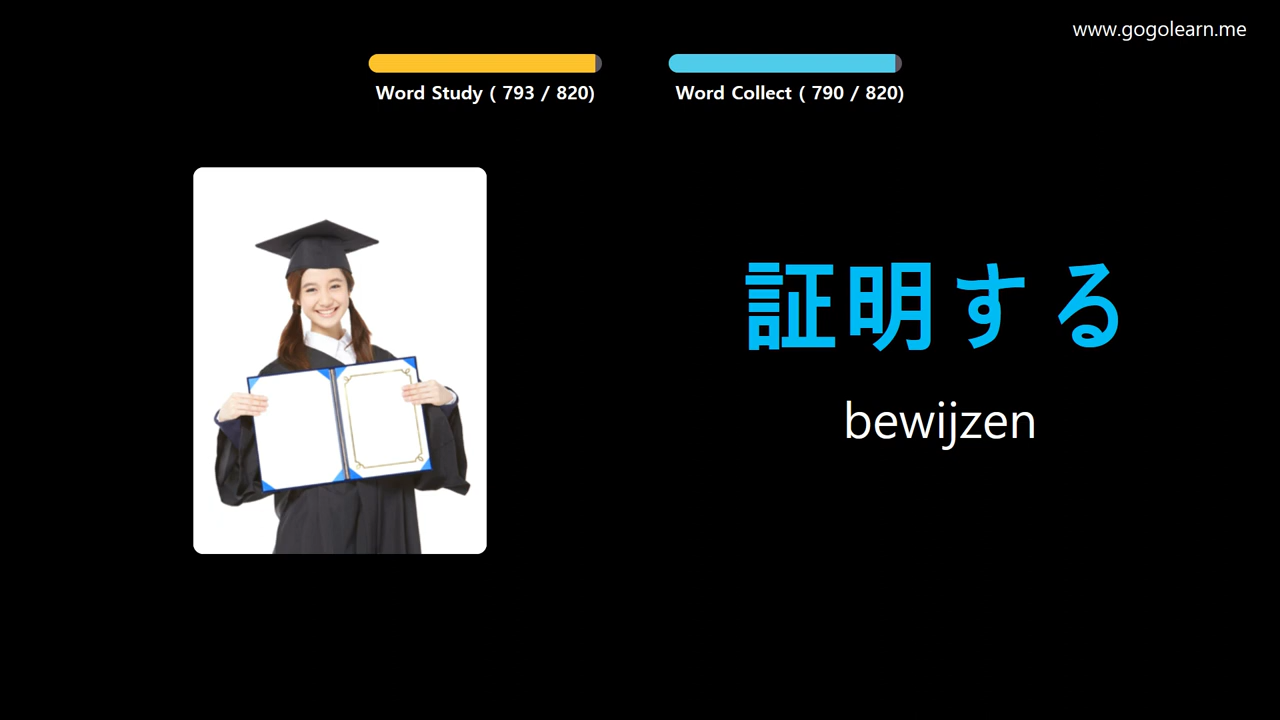 www.gogolearn.me
Word Study ( 793 / 820)
Word Collect ( 790 / 820)
証明する
bewijzen